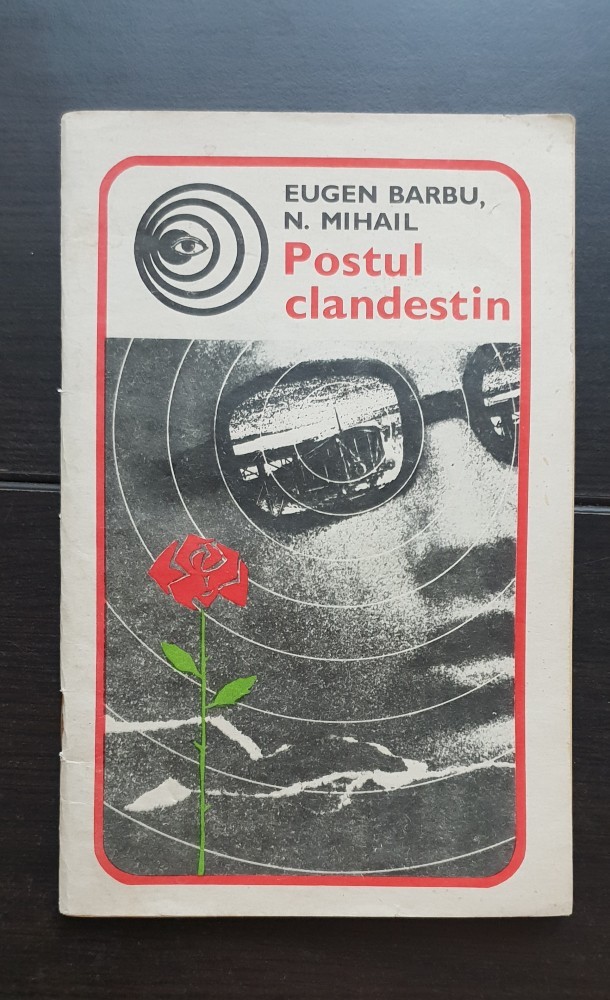 EUGEN BARBU,
N. MIHAIL
Postul
clandestin